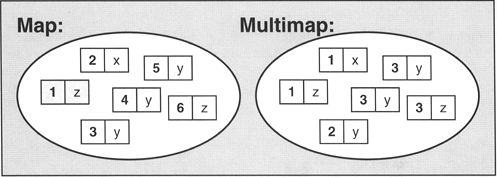 Map: Multimap:
2 x
5 y
1 z
4 y
6 z
3 y
1 x
3 y
1 z
3 y
3 z
2 y